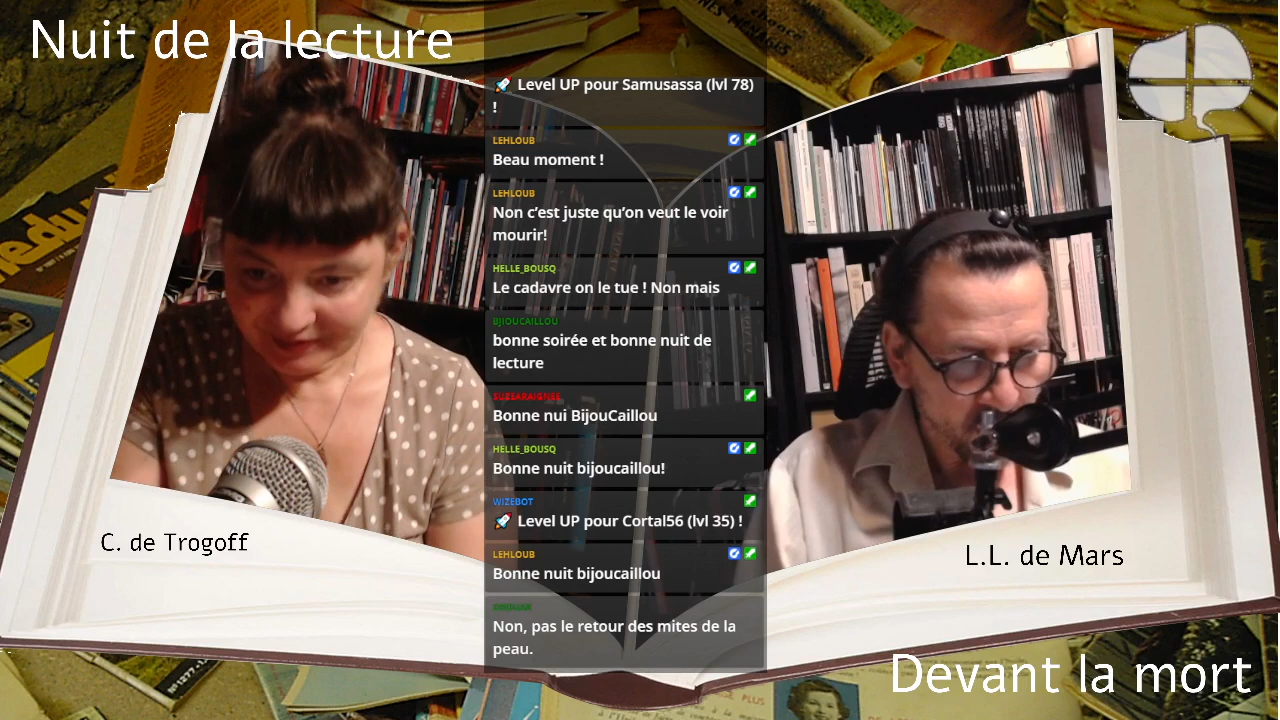 Nuit de la lecture
🚀 Level UP pour Samusassa (lvl 78)
!
LEHLOUB
Beau moment !
LEHLOUB
Non c'est juste qu'on veut le voir
mourir!
HELLE_BOUSQ
Le cadavre on le tue ! Non mais
BJIOUCAILLOU
bonne soirée et bonne nuit de
lecture
SUZEARAIGNEE
Bonne nui BijouCaillou
HELLE_BOUSQ
Bonne nuit bijoucaillou!
WIZEBOT
🚀 Level UP pour Cortal56 (lvl 35) !
LEHLOUB
Bonne nuit bijoucaillou
Non, pas le retour des mites de la
peau.
C. de Trogoff
L.L. de Mars
Devant la mort